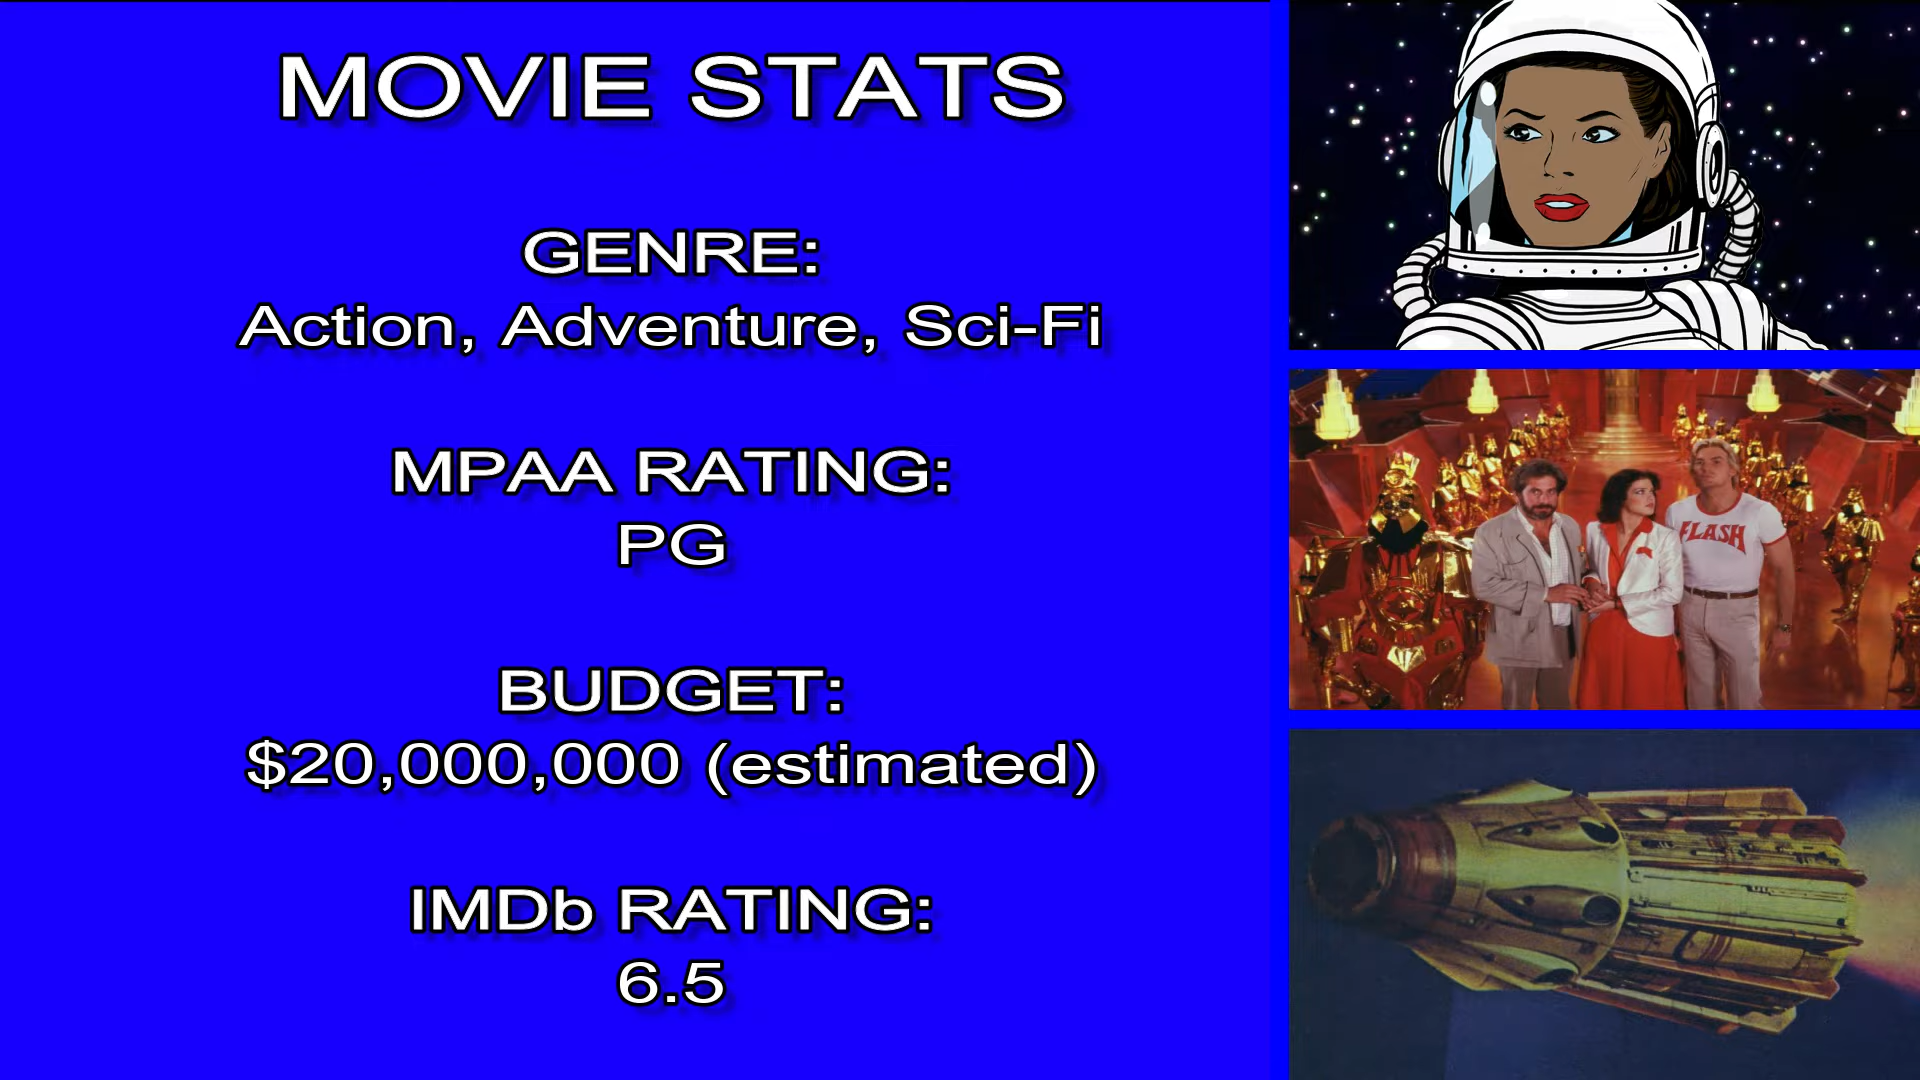 MOVIE STATS
GENRE:
Action, Adventure, Sci-Fi
MPAA RATING:
PG
BUDGET:
$20,000,000 (estimated)
IMDb RATING:
6.5
FLASH